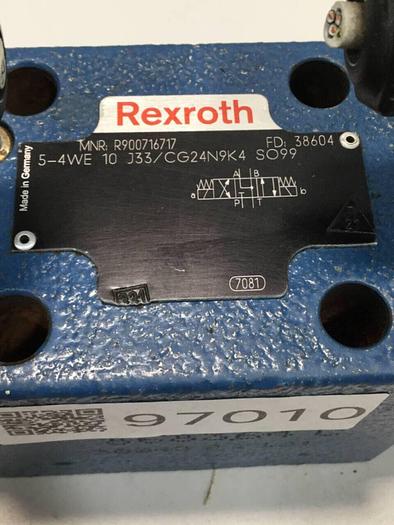 Rexroth
MNR: R900716717 FD: 38604
5-4WE 10 J33/CG24N9K4 SO99
Made in Germany
A B
a b
P T
7081
97010